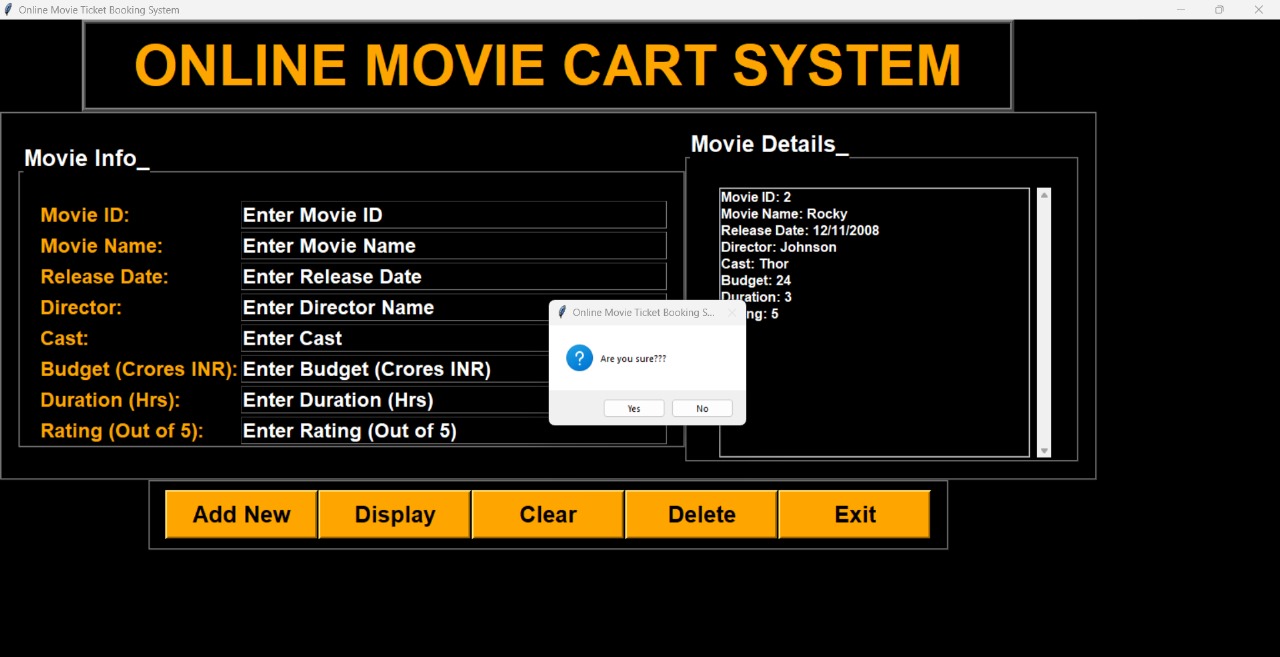 Online Movie Ticket Booking System
ONLINE MOVIE CART SYSTEM
Movie Info_
Movie ID: Enter Movie ID
Movie Name: Enter Movie Name
Release Date: Enter Release Date
Director: Enter Director Name
Cast: Enter Cast
Budget (Crores INR): Enter Budget (Crores INR)
Duration (Hrs): Enter Duration (Hrs)
Rating (Out of 5): Enter Rating (Out of 5)
Movie Details_
Movie ID: 2
Movie Name: Rocky
Release Date: 12/11/2008
Director: Johnson
Cast: Thor
Budget: 24
Duration: 3
ng: 5
Online Movie Ticket Booking S...
Are you sure???
Yes No
Add New Display Clear Delete Exit